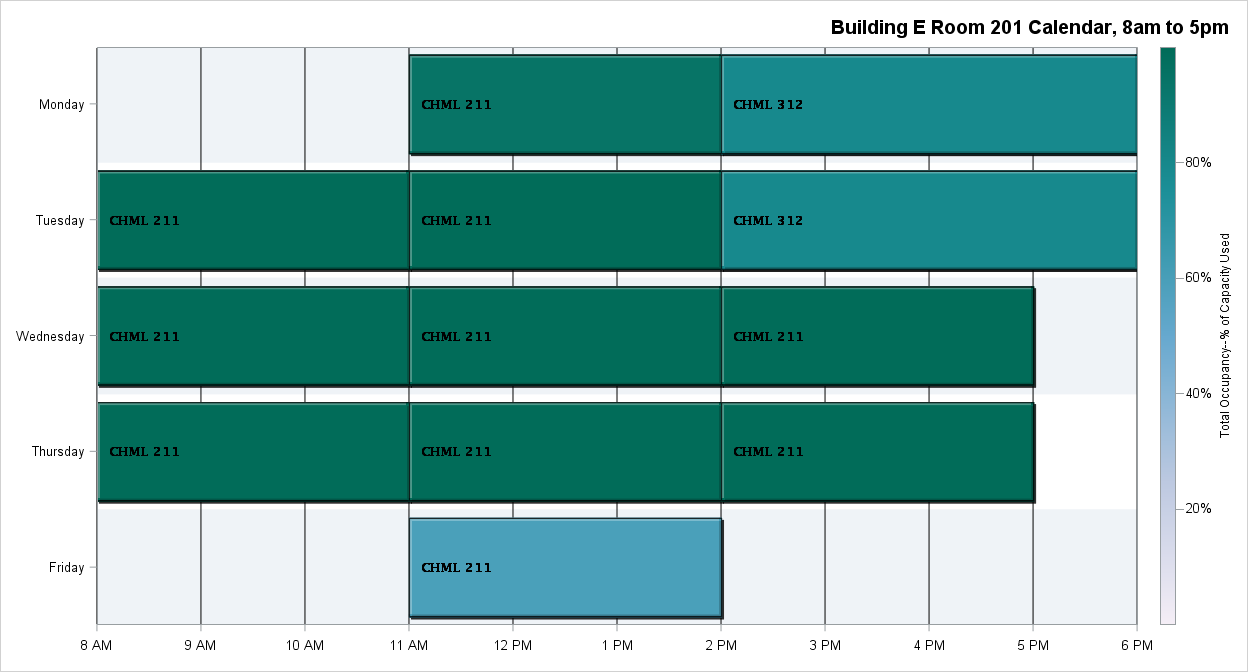 Building E Room 201 Calendar, 8am to 5pm
Monday
CHML 211
CHML 312
Tuesday
CHML 211
CHML 211
CHML 312
Wednesday
CHML 211
CHML 211
CHML 211
Thursday
CHML 211
CHML 211
CHML 211
Friday
CHML 211
8 AM
9 AM
10 AM
11 AM
12 PM
1 PM
2 PM
3 PM
4 PM
5 PM
6 PM
80%
60%
40%
20%
Total Occupancy--% of Capacity Used